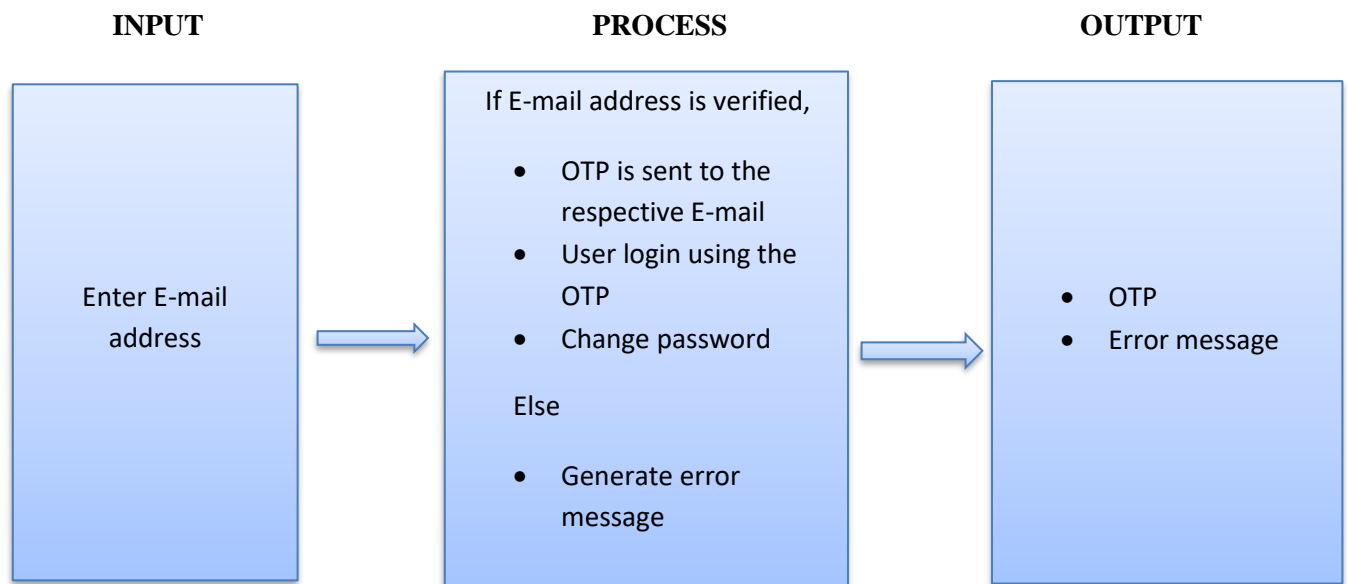 INPUT
PROCESS
OUTPUT
Enter E-mail
address
If E-mail address is verified,
• OTP is sent to the
respective E-mail
• User login using the
OTP
• Change password
Else
• Generate error
message
• OTP
• Error message